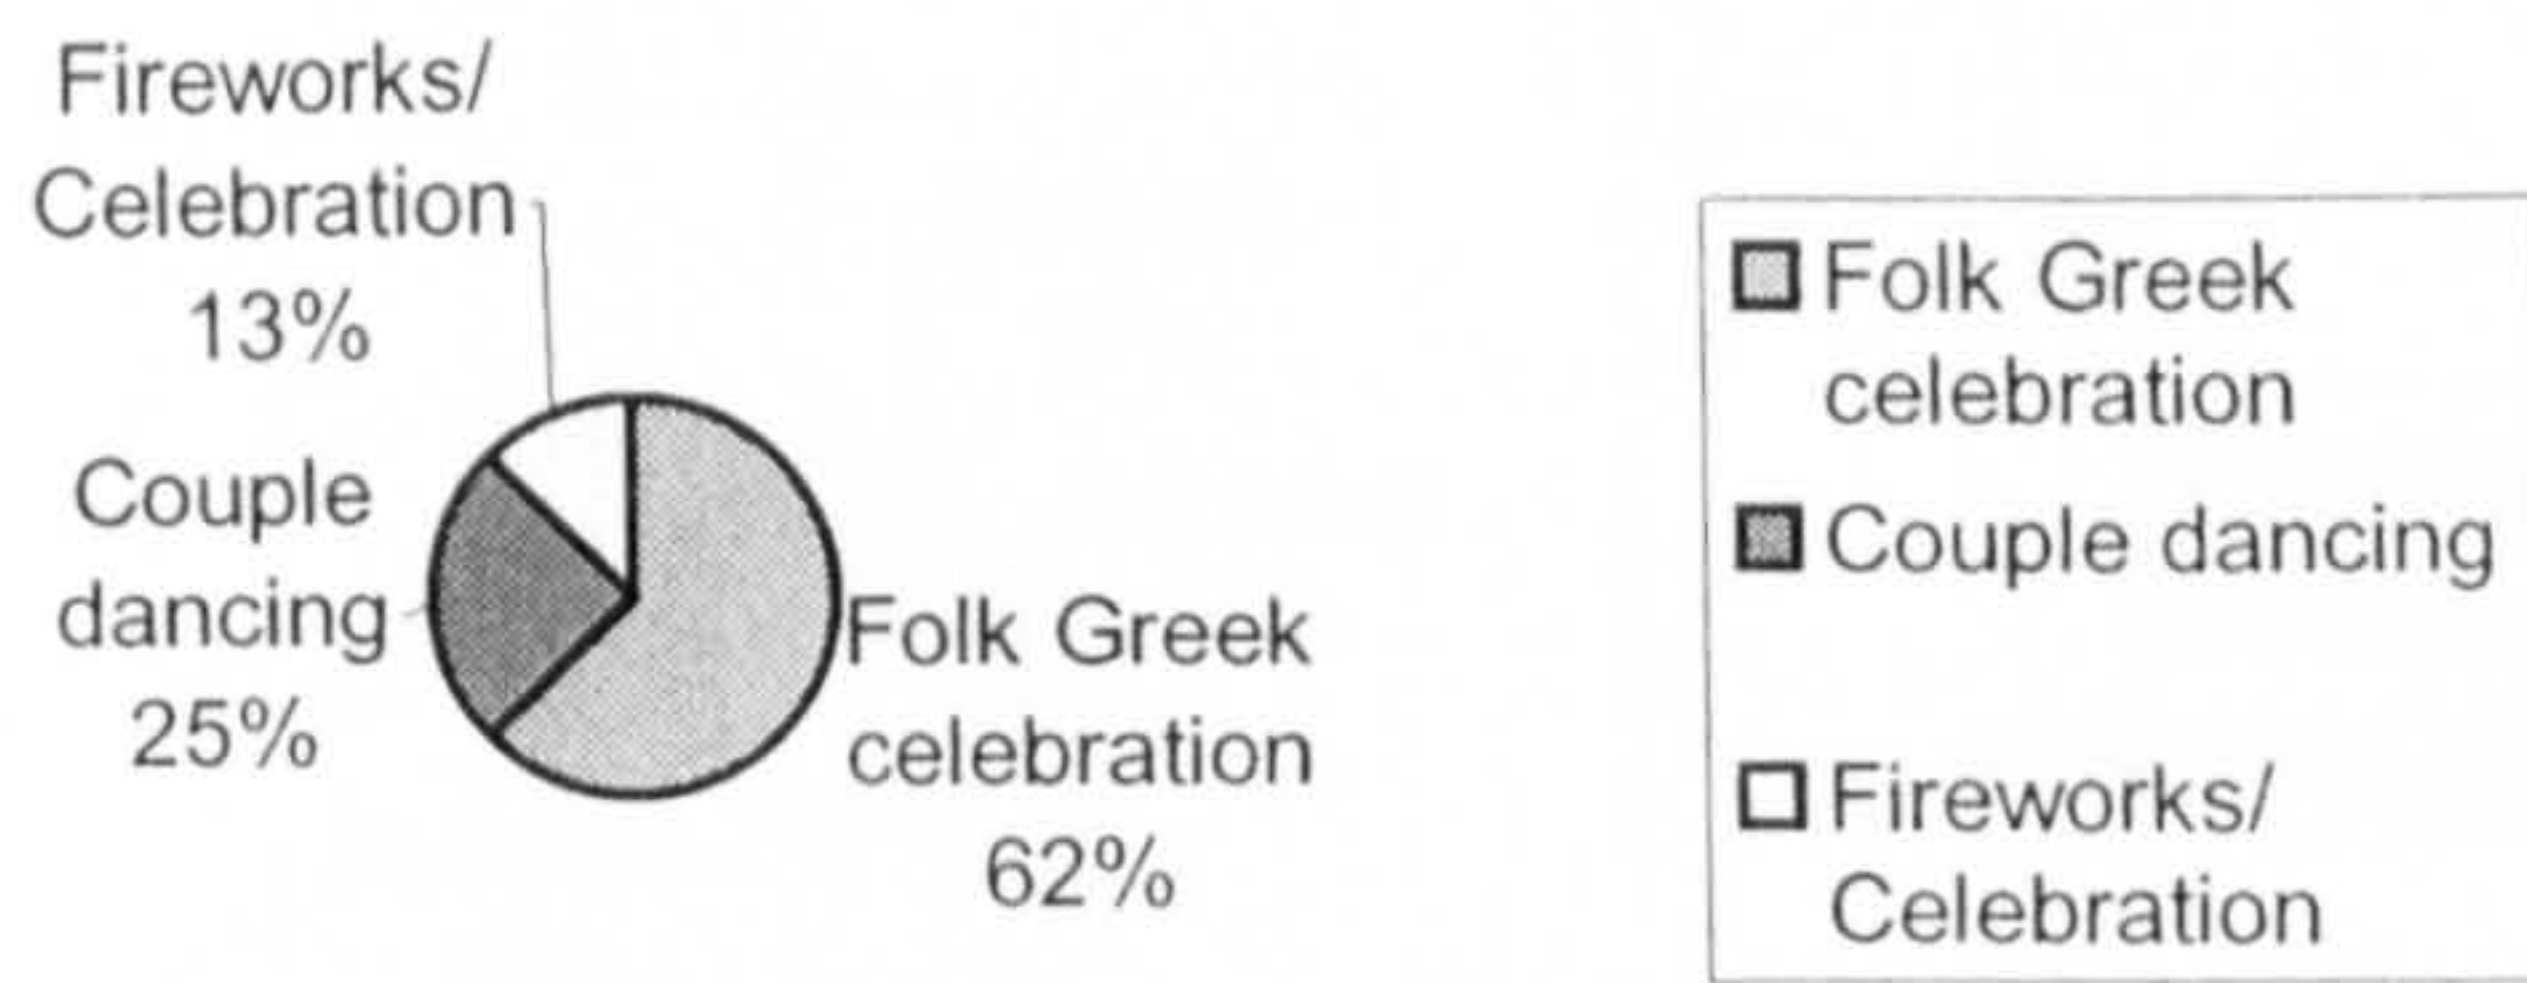 Fireworks/
Celebration
13%
Couple
dancing
25%
Folk Greek
celebration
62%
Folk Greek
celebration
Couple dancing
Fireworks/
Celebration